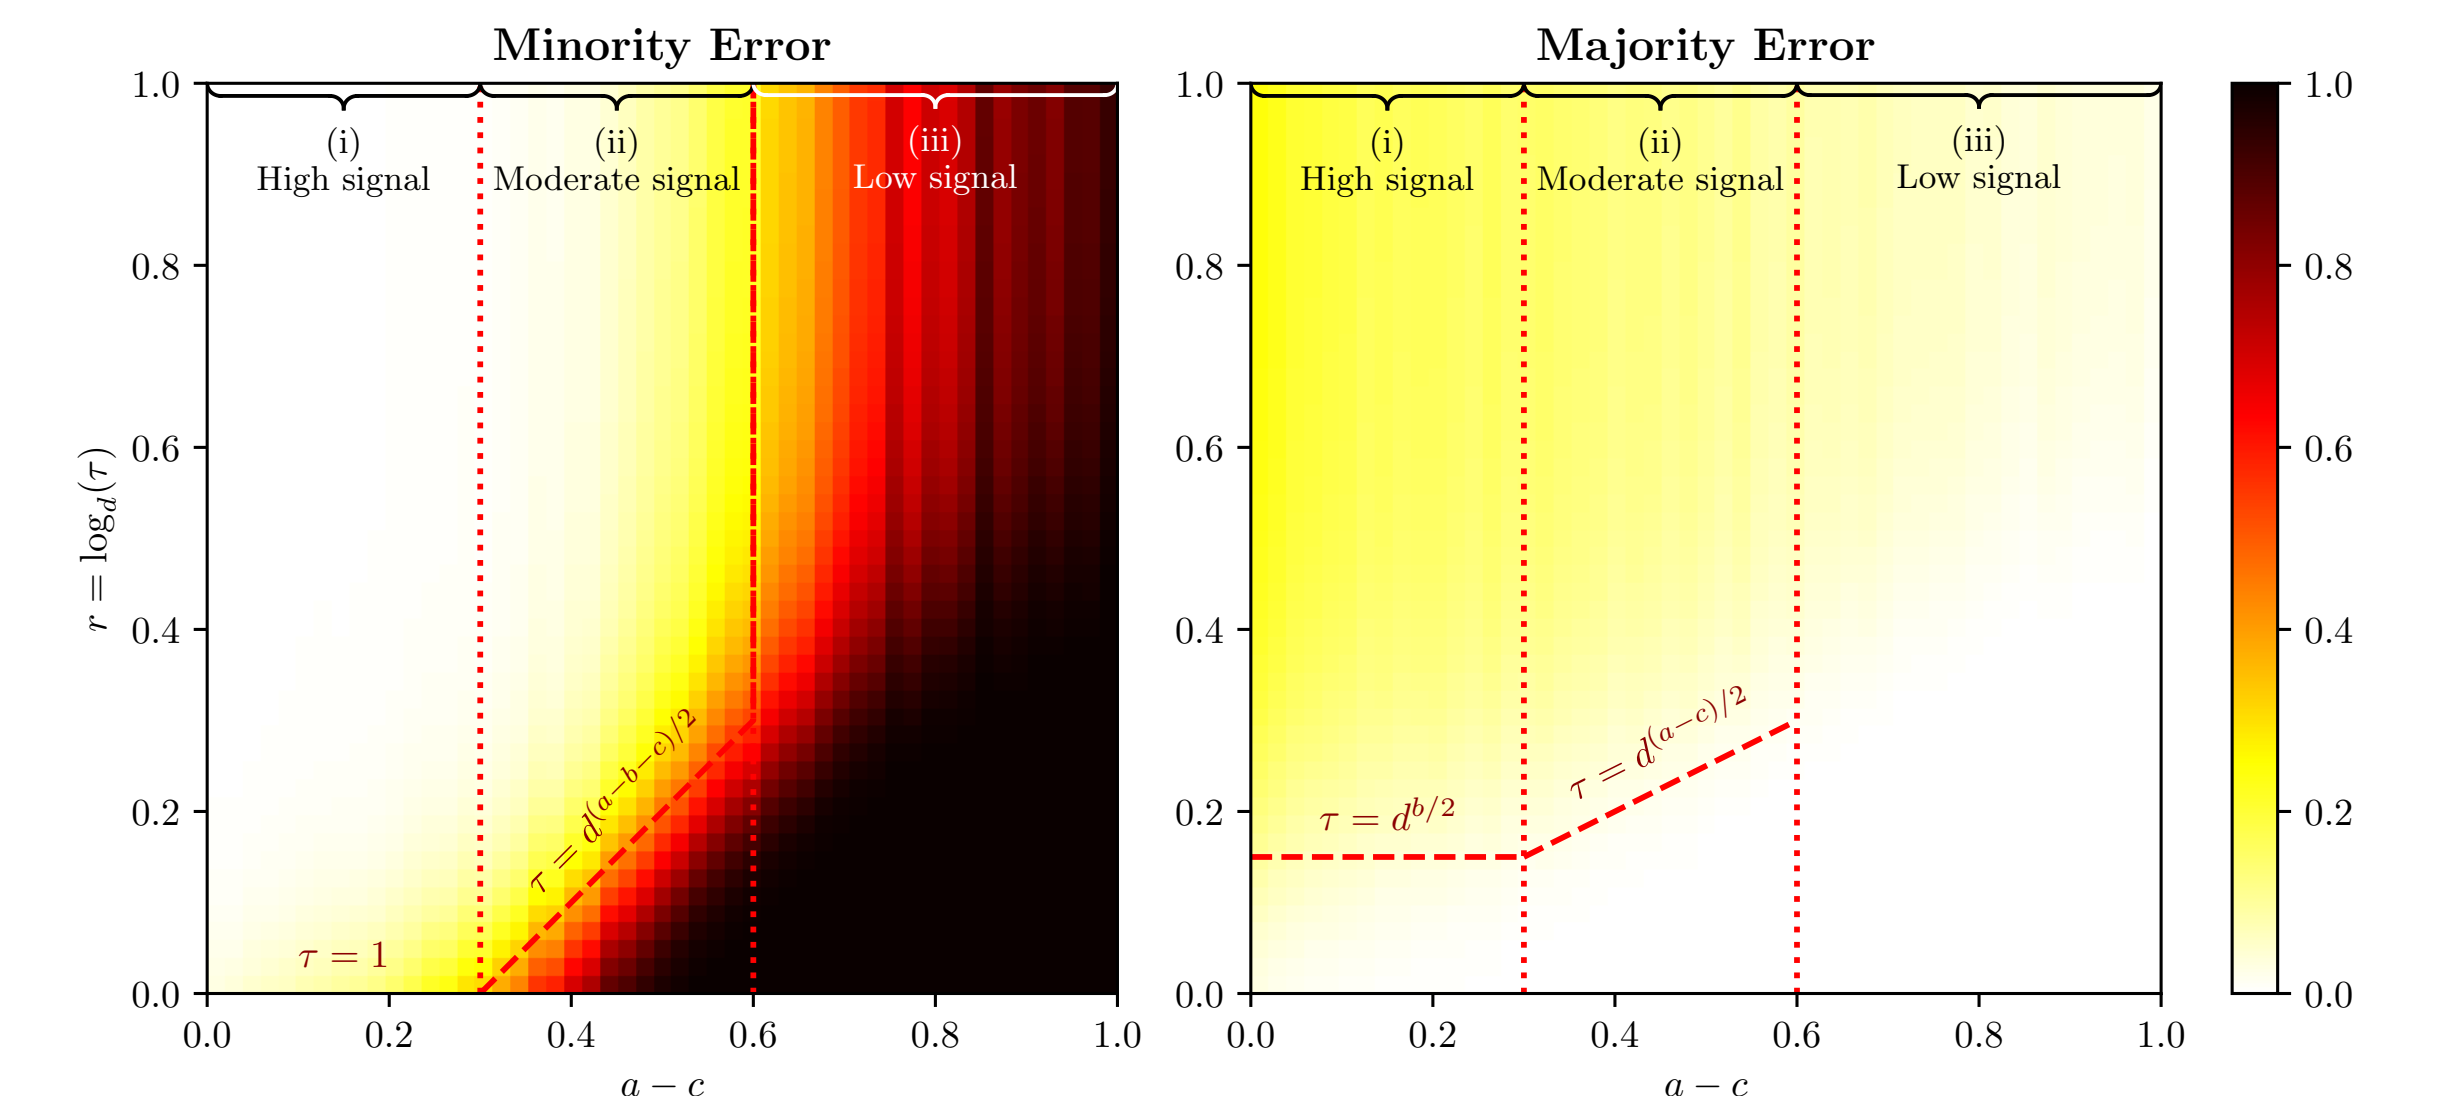 Minority Error
1.0
0.8
0.6
0.4
0.2
0.0
r = log_d(τ)
(i)
High signal
(ii)
Moderate signal
(iii)
Low signal
τ = d^{(a−b−c)/2}
τ = 1
0.0 0.2 0.4 0.6 0.8 1.0
a − c
Majority Error
1.0
0.8
0.6
0.4
0.2
0.0
(i)
High signal
(ii)
Moderate signal
(iii)
Low signal
τ = d^{(a−c)/2}
τ = d^{b/2}
0.0 0.2 0.4 0.6 0.8 1.0
a − c
1.0
0.8
0.6
0.4
0.2
0.0